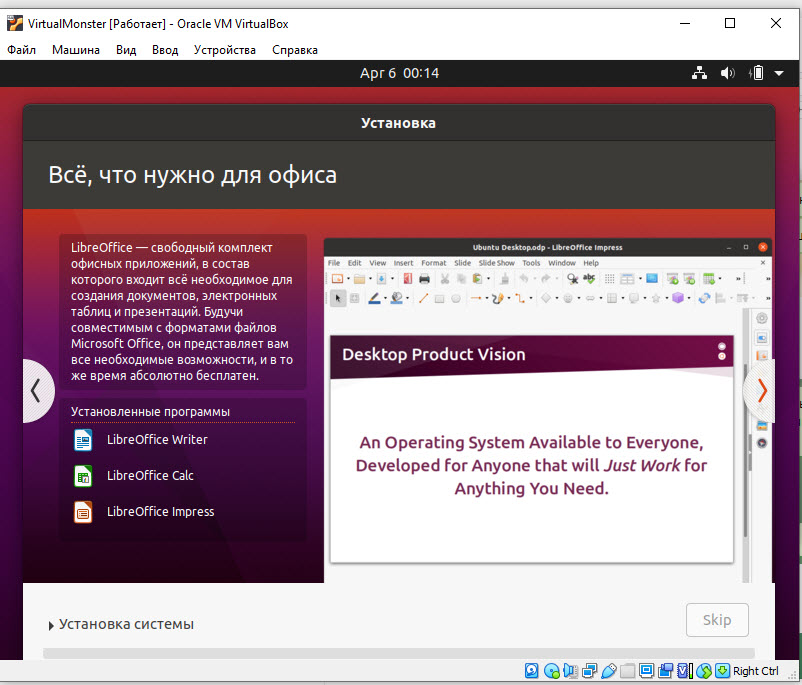 VirtualMonster [Работает] - Oracle VM VirtualBox
Файл Машина Вид Ввод Устройства Справка
Apr 6 00:14
Установка
Всё, что нужно для офиса
LibreOffice — свободный комплект
офисных приложений, в состав
которого входит всё необходимое для
создания документов, электронных
таблиц и презентаций. Будучи
совместимым с форматами файлов
Microsoft Office, он представляет вам
все необходимые возможности, и в то
же время абсолютно бесплатен.
Установленные программы
LibreOffice Writer
LibreOffice Calc
LibreOffice Impress
Ubuntu Desktop.odp - LibreOffice Impress
File Edit View Insert Format Slide Slide Show Tools Window Help
Desktop Product Vision
An Operating System Available to Everyone,
Developed for Anyone that will Just Work for
Anything You Need.
Установка системы
Skip
Right Ctrl